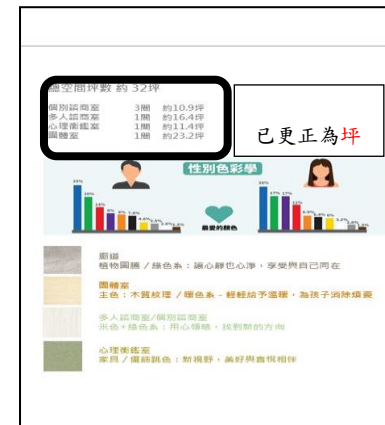 總空間坪數 約 32坪
個別諮商室 3間 約10.9坪
多人諮商室 1間 約16.4坪
心理衡鑑室 1間 約11.4坪
團體室 1間 約23.2坪
已更正為坪
性別色彩學
最愛的顏色
廊道
植物圖騰 / 綠色系:讓心靜也心淨,享受與自己同在
團體室
主色:木質紋理 / 暖色系 - 輕輕給予溫暖,為孩子消除煩憂
多人諮商室/個別諮商室
米色+綠色系:用心傾聽,找到新的方向
心理衡鑑室
家具 / 儀飾跳色:新視野,美好與喜悅相伴